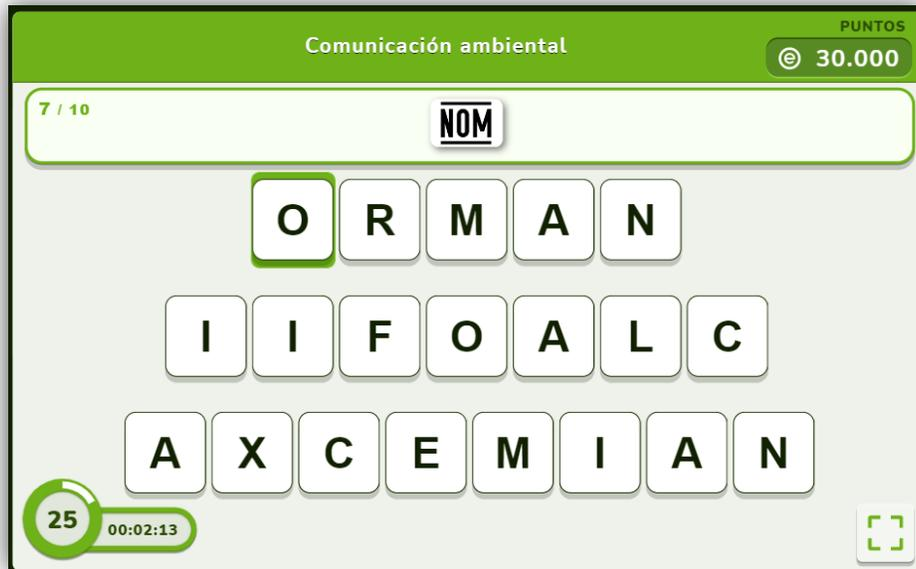 PUNTOS
Comunicación ambiental
e 30.000
7 / 10
NOM
O R M A N
I I F O A L C
A X C E M I A N
25
00:02:13